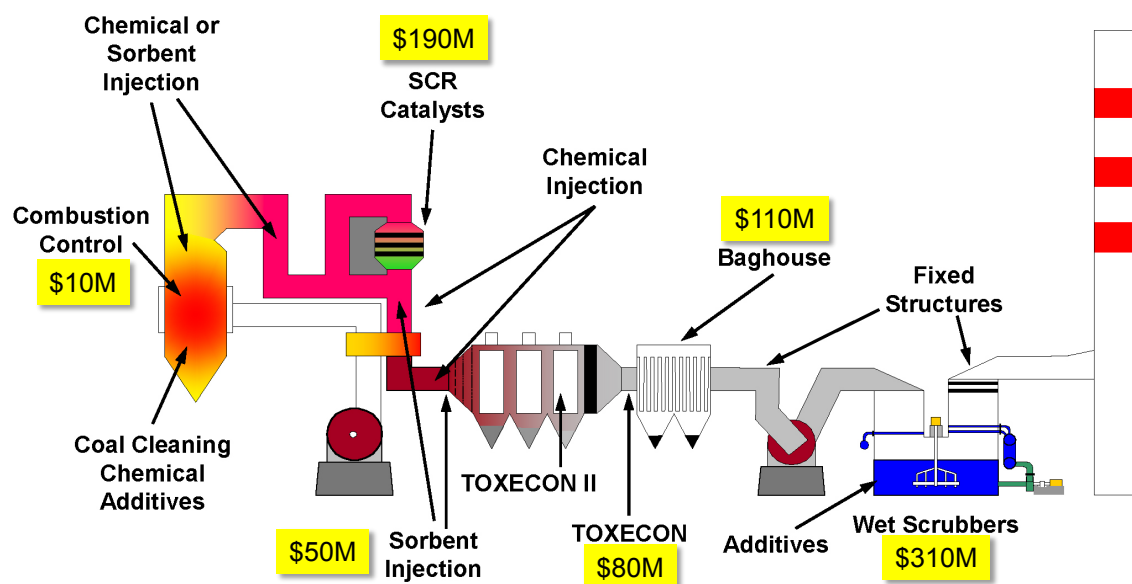 Chemical or
Sorbent
Injection
$190M
SCR
Catalysts
Chemical
Injection
Combustion
Control
$10M
$110M
Baghouse
Fixed
Structures
Coal Cleaning
Chemical
Additives
TOXECON II
$50M
Sorbent
Injection
TOXECON
$80M
Additives
Wet Scrubbers
$310M